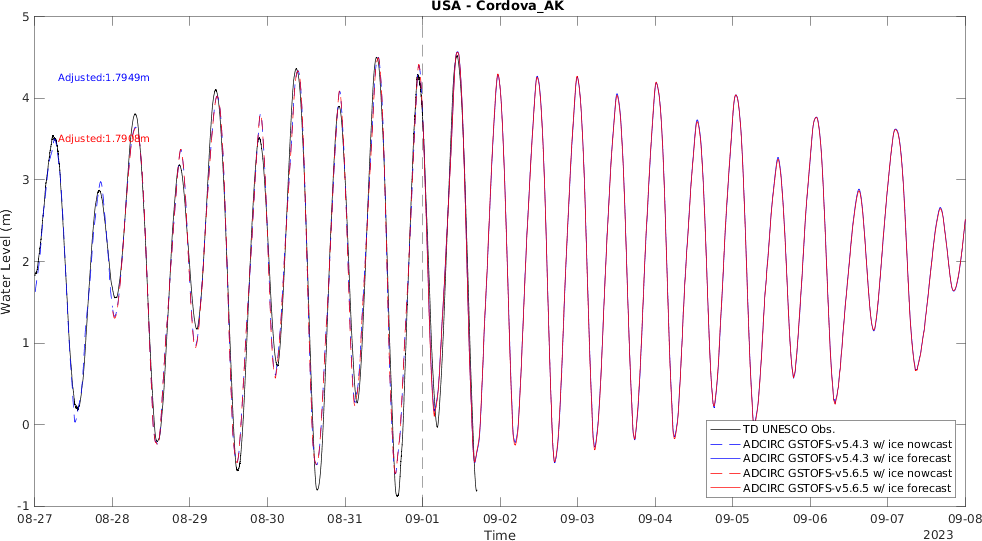 USA - Cordova_AK
5
4
3
2
1
0
-1
Adjusted:1.7949m
Adjusted:1.7908m
Water Level (m)
TD UNESCO Obs.
ADCIRC GSTOFS-v5.4.3 w/ ice nowcast
ADCIRC GSTOFS-v5.4.3 w/ ice forecast
ADCIRC GSTOFS-v5.6.5 w/ ice nowcast
ADCIRC GSTOFS-v5.6.5 w/ ice forecast
08-27 08-28 08-29 08-30 08-31 09-01 09-02 09-03 09-04 09-05 09-06 09-07 09-08
Time
2023